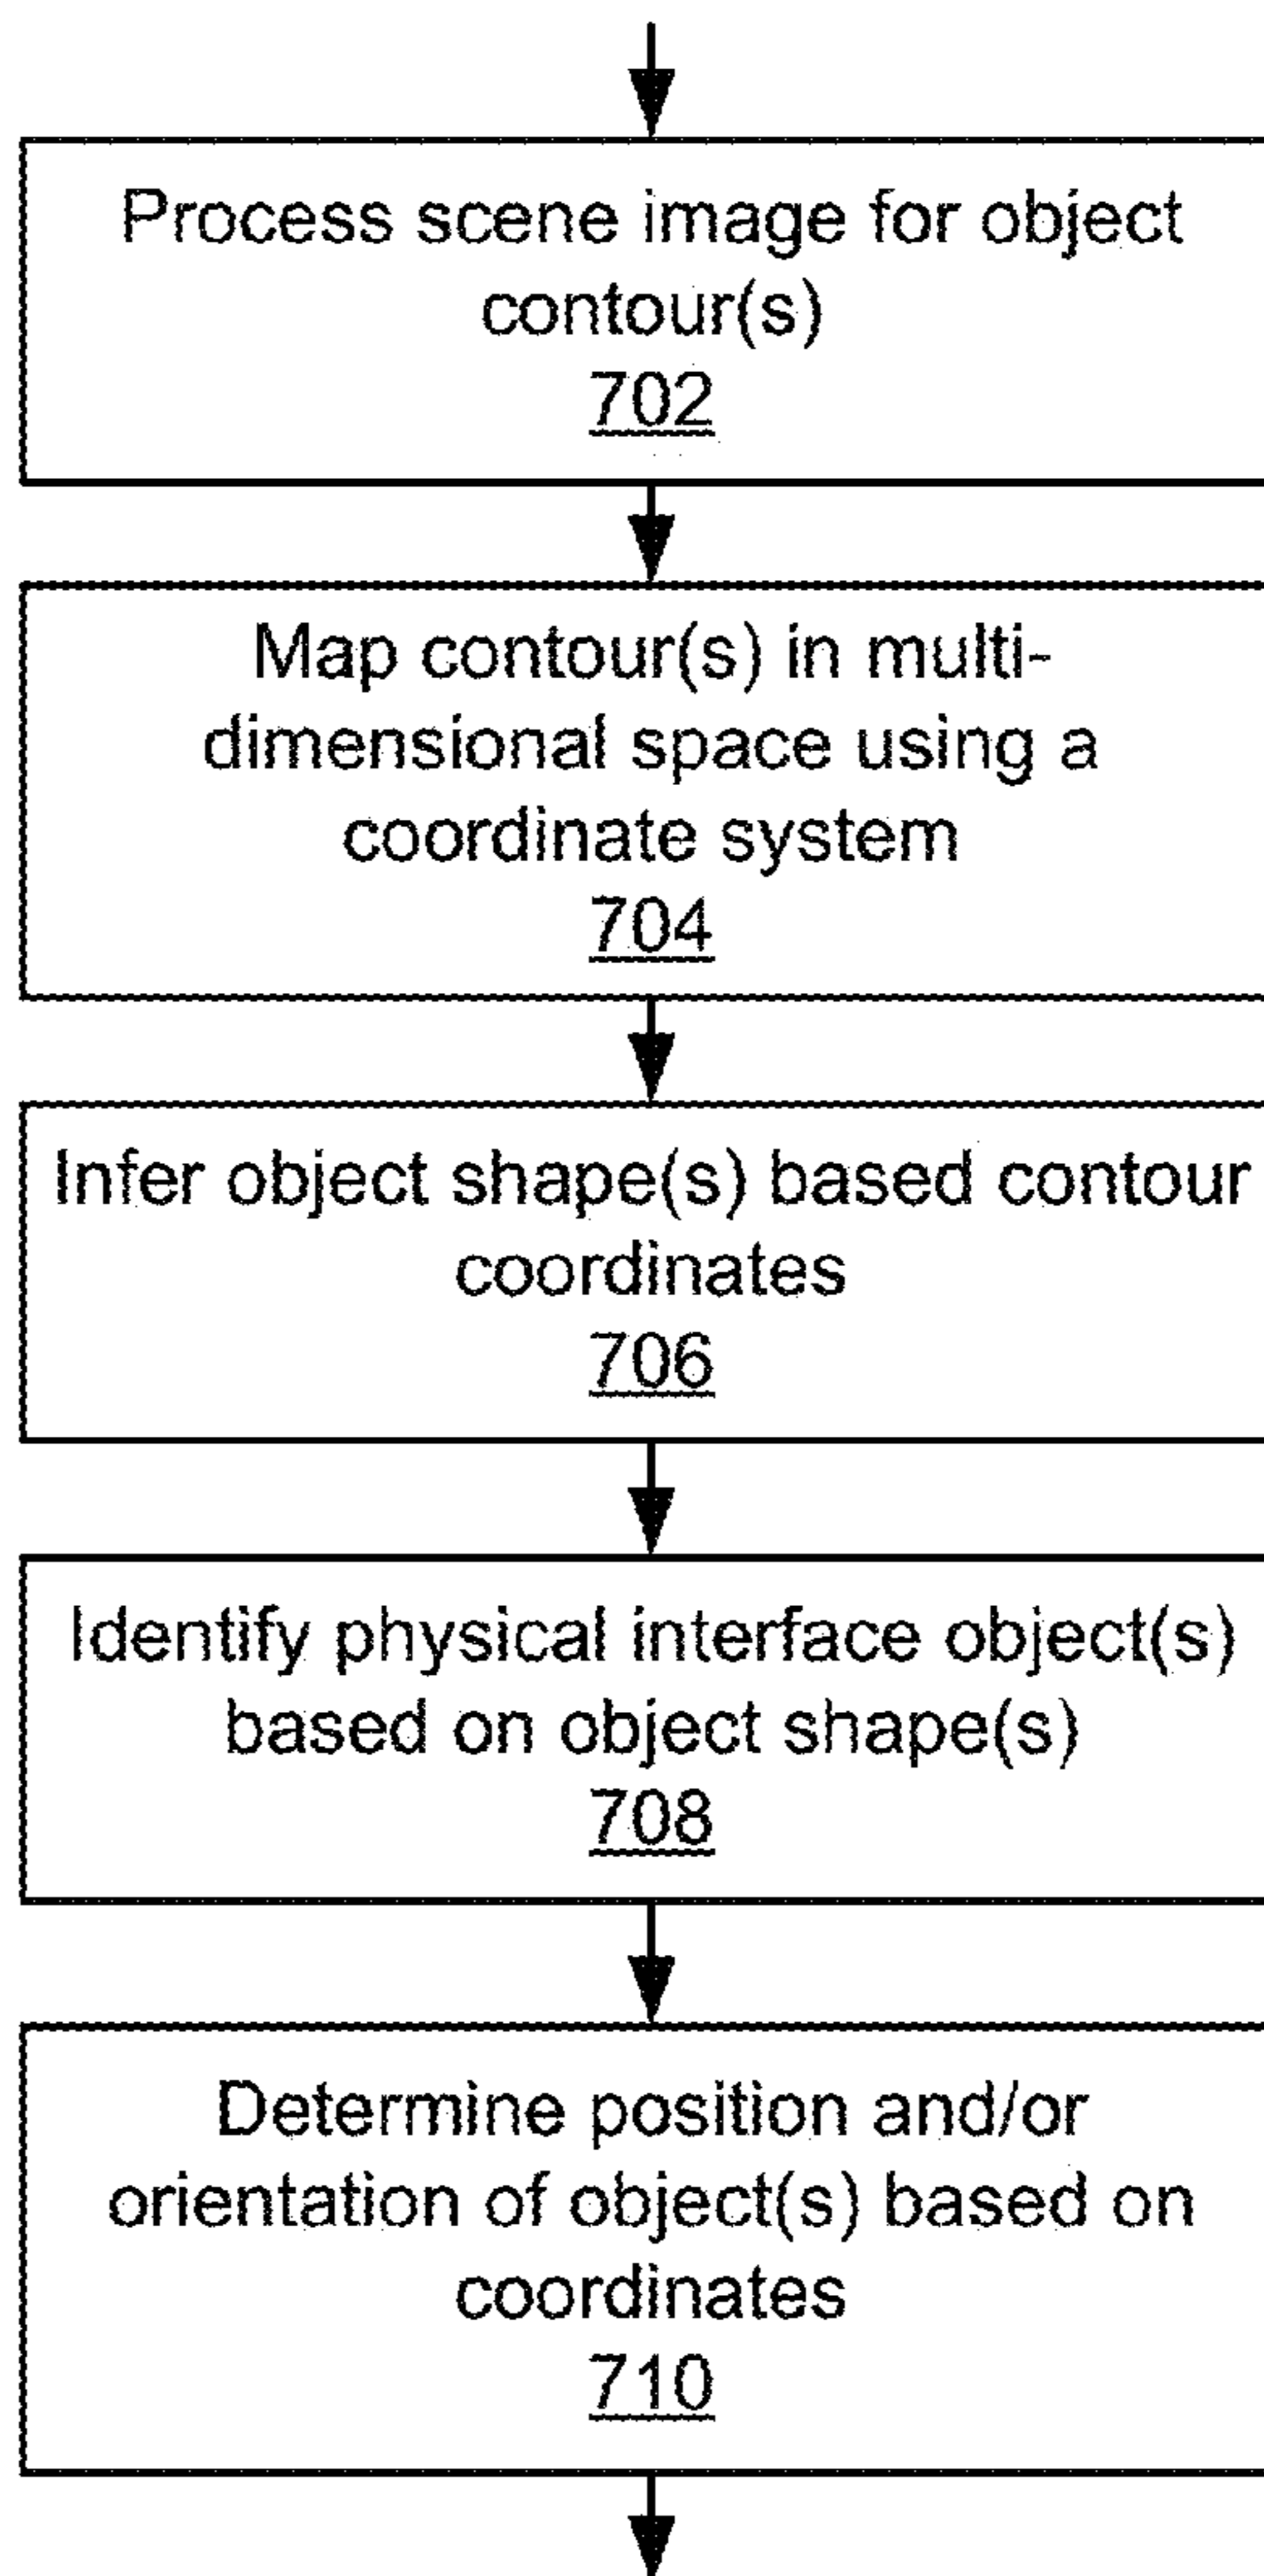 Process scene image for object
contour(s)
702
Map contour(s) in multi-
dimensional space using a
coordinate system
704
Infer object shape(s) based contour
coordinates
706
Identify physical interface object(s)
based on object shape(s)
708
Determine position and/or
orientation of object(s) based on
coordinates
710